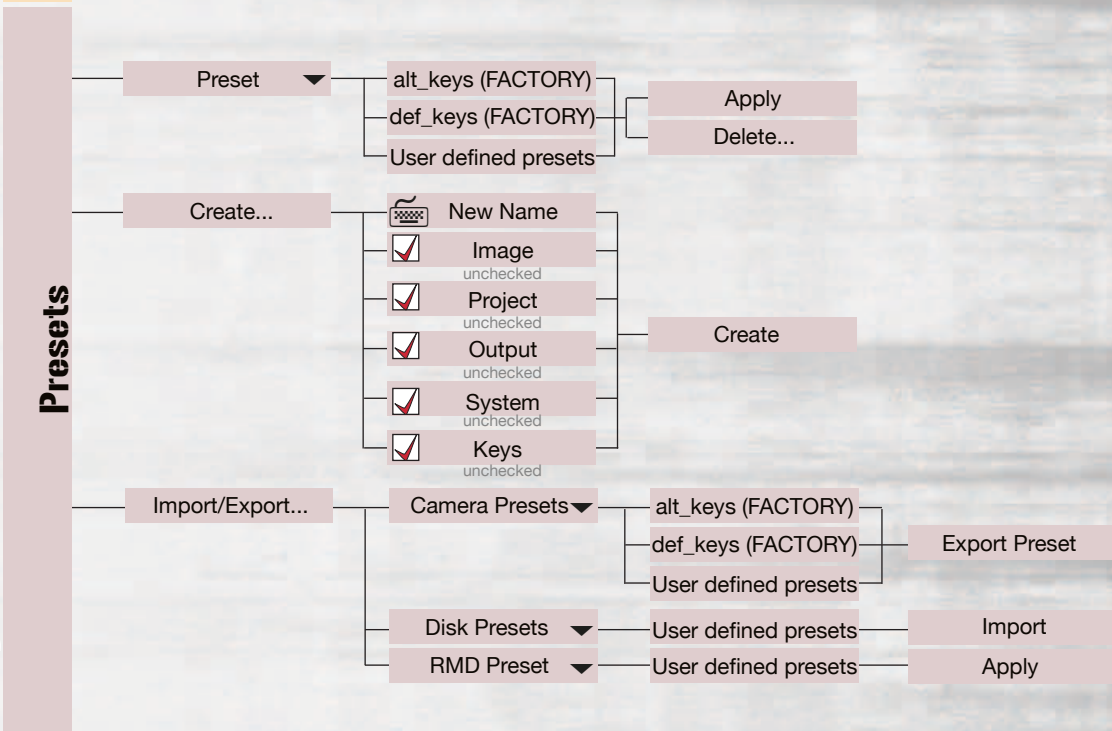 Presets
Preset
alt_keys (FACTORY)
def_keys (FACTORY)
User defined presets
Apply
Delete...
Create...
New Name
Image
unchecked
Project
unchecked
Output
unchecked
System
unchecked
Keys
unchecked
Create
Import/Export...
Camera Presets
alt_keys (FACTORY)
def_keys (FACTORY)
User defined presets
Export Preset
Disk Presets
User defined presets
Import
RMD Preset
User defined presets
Apply